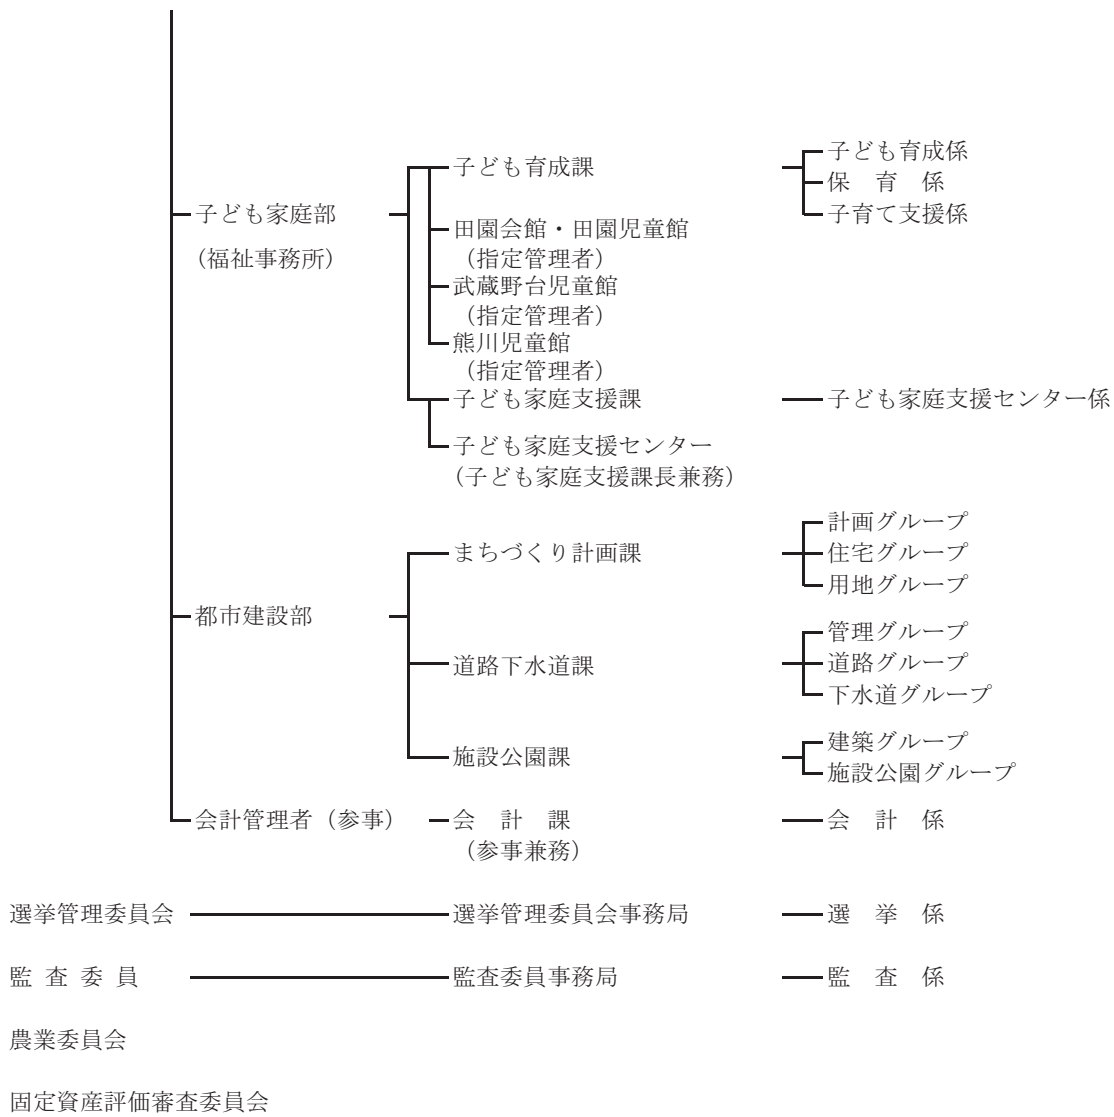 子ども育成課
子ども育成係
保　育　係
子育て支援係
子ども家庭部
（福祉事務所）
田園会館・田園児童館
（指定管理者）
武蔵野台児童館
（指定管理者）
熊川児童館
（指定管理者）
子ども家庭支援課
子ども家庭支援センター係
子ども家庭支援センター
（子ども家庭支援課長兼務）
都市建設部
まちづくり計画課
計画グループ
住宅グループ
用地グループ
道路下水道課
管理グループ
道路グループ
下水道グループ
施設公園課
建築グループ
施設公園グループ
会計管理者（参事）
会　計　課
（参事兼務）
会　計　係
選挙管理委員会
選挙管理委員会事務局
選　挙　係
監 査 委 員
監査委員事務局
監　査　係
農業委員会
固定資産評価審査委員会